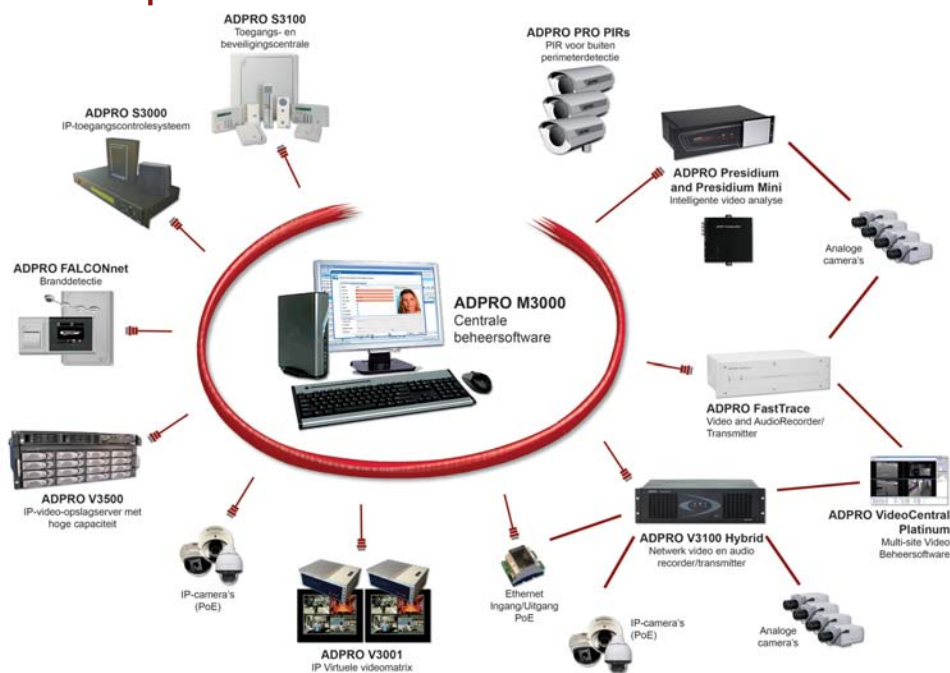 ADPRO S3100
Toegangs- en
beveiligingscentrale
ADPRO PRO PIRs
PIR voor buiten
perimeterdetectie
ADPRO S3000
IP-toegangscontrolesysteem
ADPRO Presidium
and Presidium Mini
Intelligente video analyse
Analoge
camera's
ADPRO FALCONnet
Branddetectie
ADPRO M3000
Centrale
beheersoftware
ADPRO FastTrace
Video and AudioRecorder/
Transmitter
ADPRO V3500
IP-video-opslagserver met
hoge capaciteit
ADPRO VideoCentral
Platinum
Multi-site Video
Beheersoftware
ADPRO V3100 Hybrid
Netwerk video en audio
recorder/transmitter
IP-camera's
(PoE)
Ethernet
Ingang/Uitgang
PoE
IP-camera's
(PoE)
Analoge
camera's
ADPRO V3001
IP Virtuele videomatrix